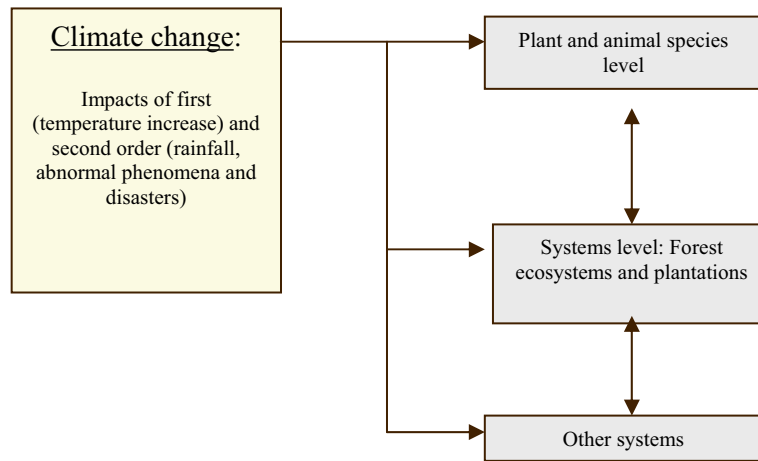 Climate change:
Impacts of first
(temperature increase) and
second order (rainfall,
abnormal phenomena and
disasters)
Plant and animal species
level
Systems level: Forest
ecosystems and plantations
Other systems